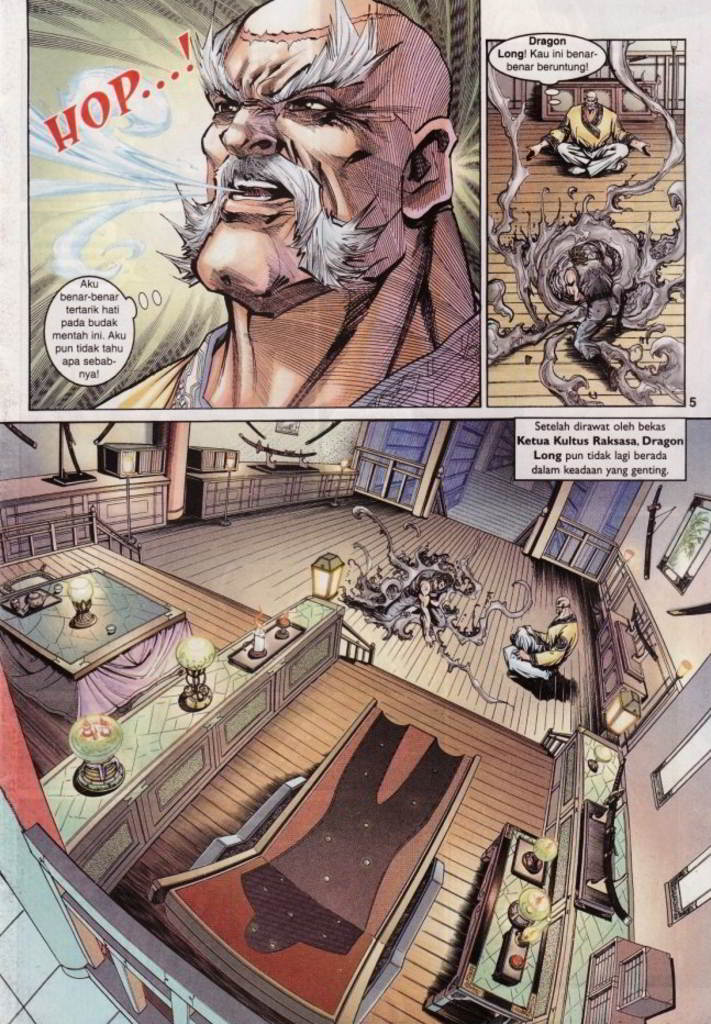 HOP...!
Aku
benar-benar
tertarik hati
pada budak
mentah ini. Aku
pun tidak tahu
apa sebab-
nya!
Dragon
Long! Kau ini benar-
benar beruntung!
5
Setelah dirawat oleh bekas
Ketua Kultus Raksasa, Dragon
Long pun tidak lagi berada
dalam keadaan yang genting.